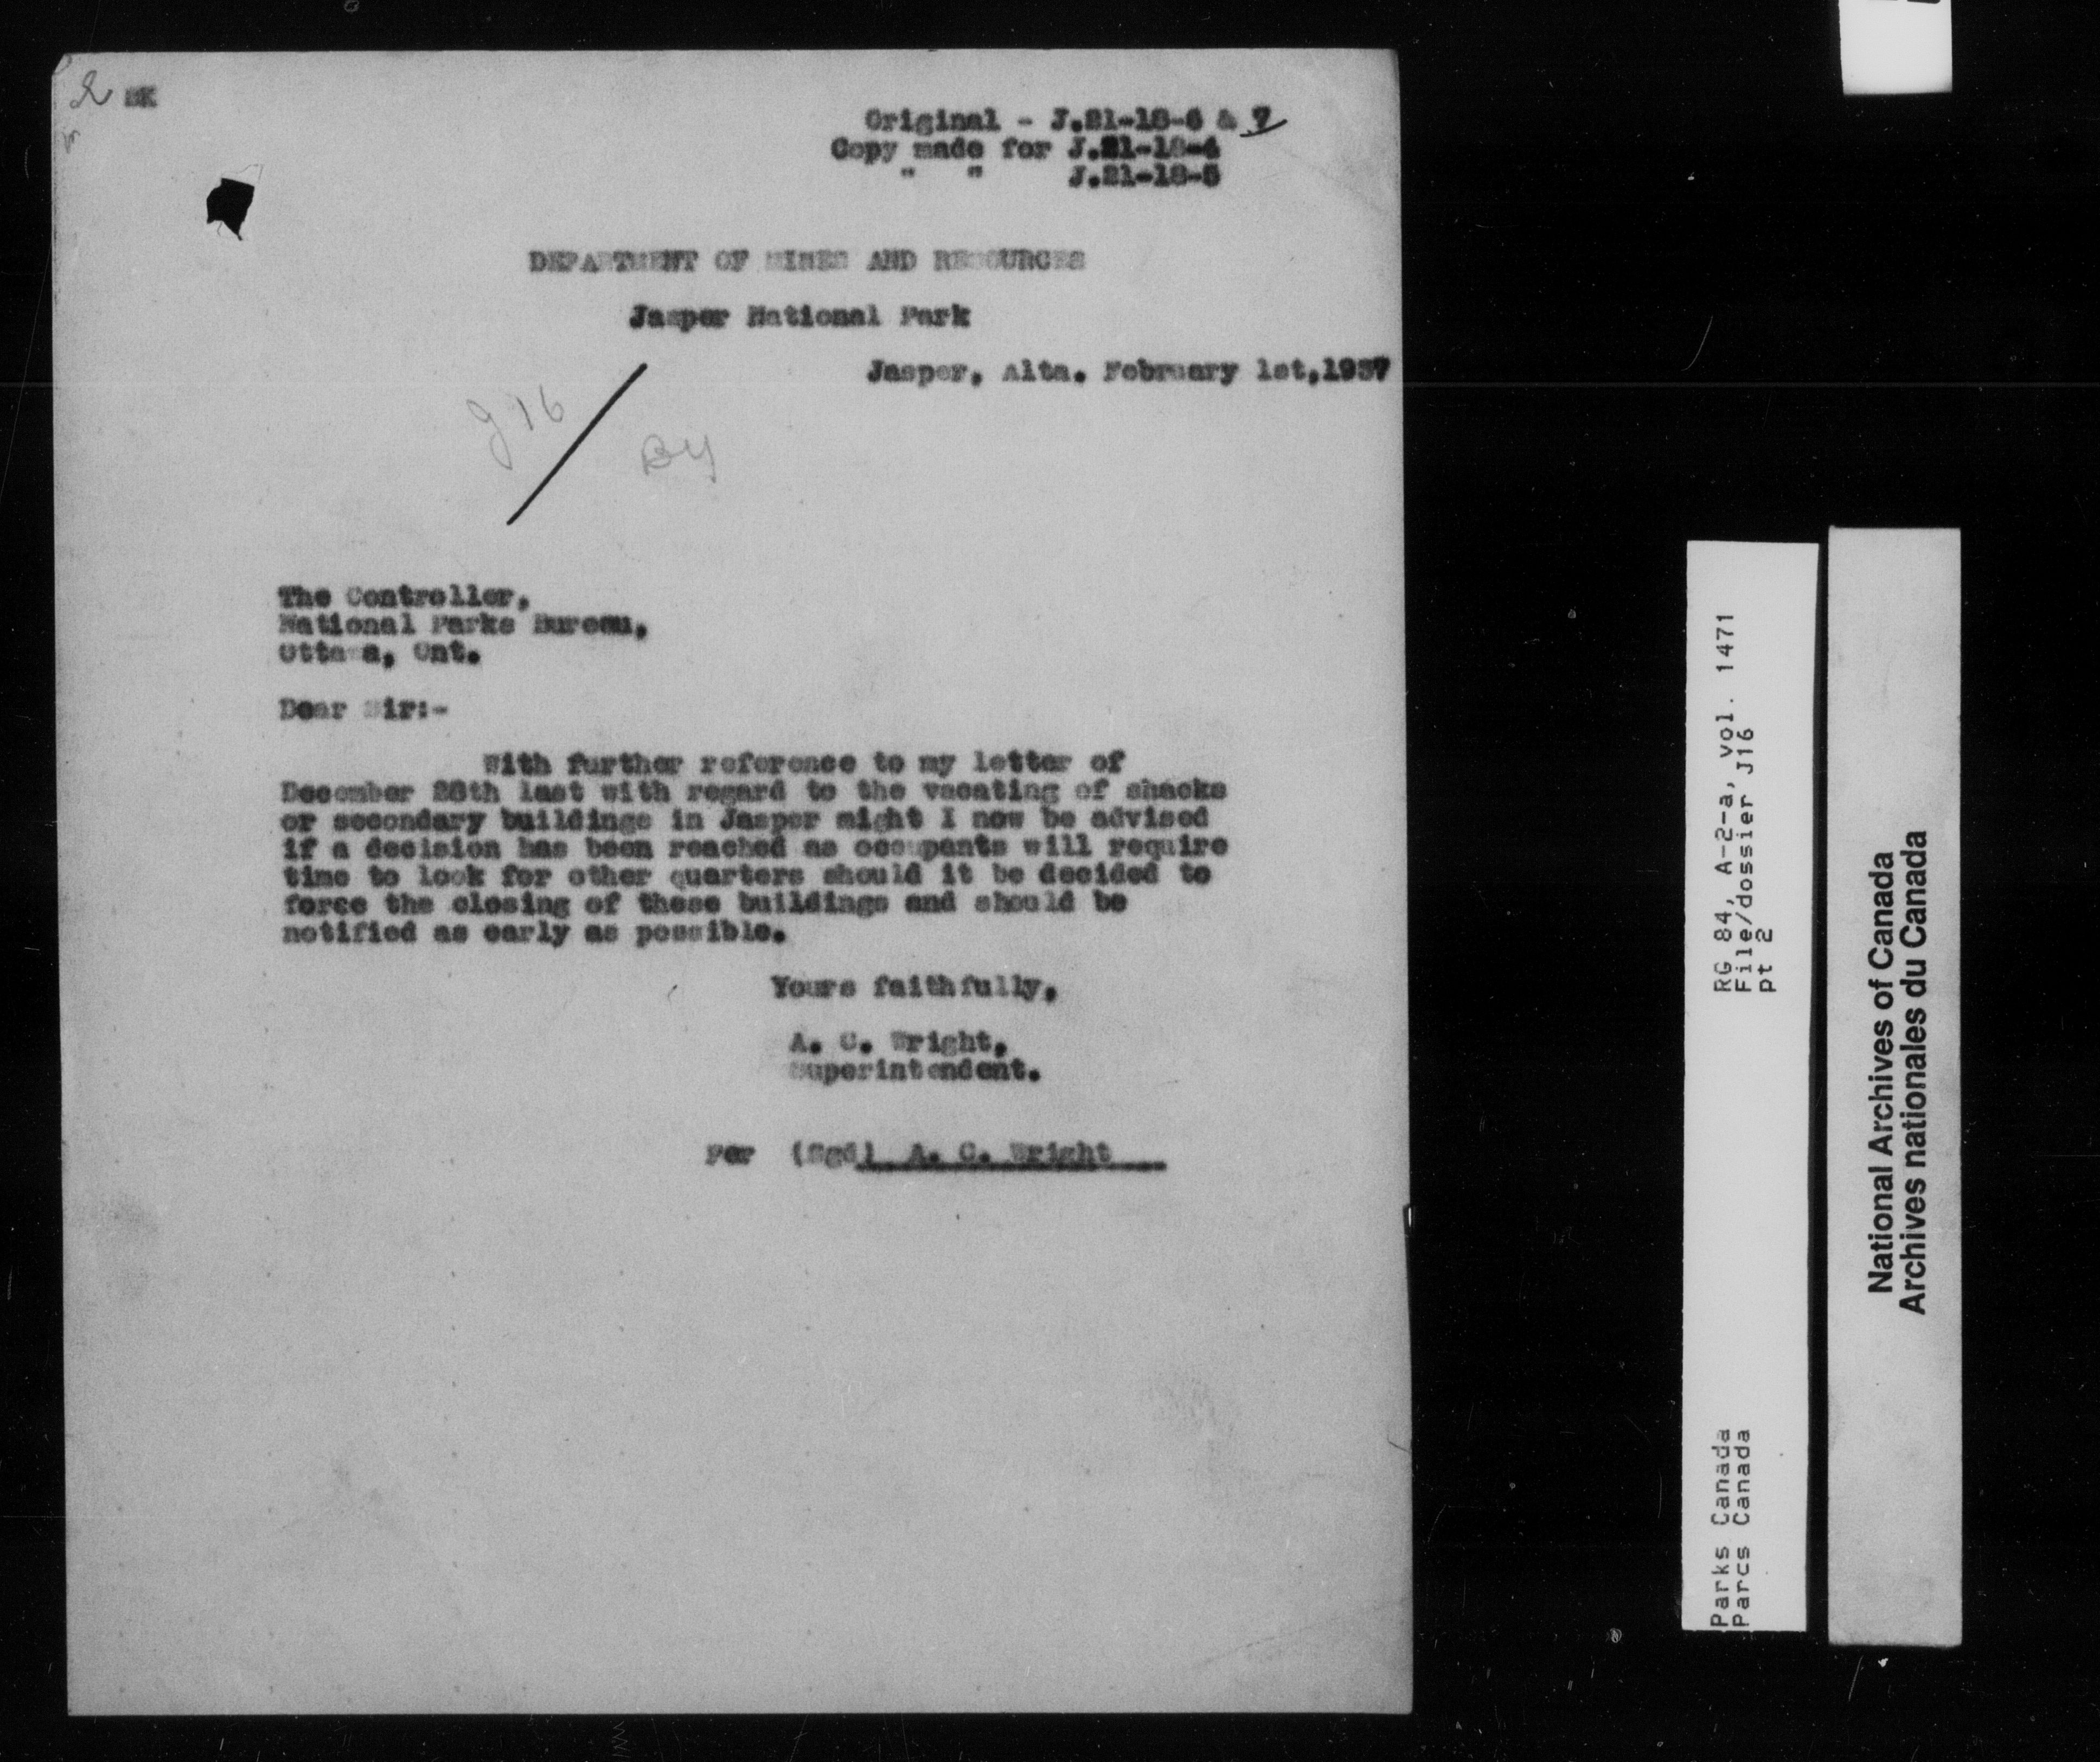 Original - J.21-18-6 & 7
Copy made for J.21-18-4
" " J.21-18-5
DEPARTMENT OF MINES AND RESOURCES
Jasper National Park
Jasper, Alta. February 1st,1937
J16
The Controller,
National Parks Bureau,
Ottawa, Ont.
Dear Sir:-
With further reference to my letter of
December 28th last with regard to the vacating of shacks
or secondary buildings in Jasper might I now be advised
if a decision has been reached as occupants will require
time to look for other quarters should it be decided to
force the closing of these buildings and should be
notified as early as possible.
Yours faithfully,
A. C. Wright,
Superintendent.
Per (Sgd) A. C. Wright
RG 84, A-2-a, vol. 1471
File/dossier J16
pt 2
Parks Canada
Parcs Canada
National Archives of Canada
Archives nationales du Canada